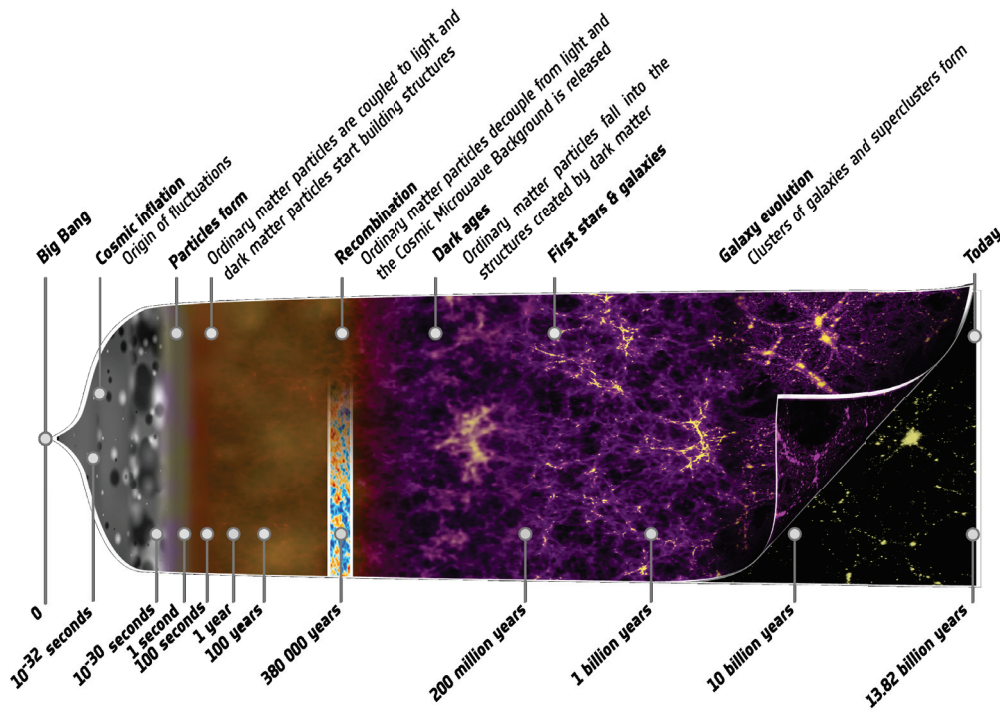 Big Bang
Cosmic inflation
Origin of fluctuations
Particles form
Ordinary matter particles are coupled to light and
dark matter particles start building structures
Recombination
Ordinary matter particles decouple from light and
the Cosmic Microwave Background is released
Dark ages
Ordinary matter particles fall into the
structures created by dark matter
First stars & galaxies
Galaxy evolution
Clusters of galaxies and superclusters form
Today
0
10-32 seconds
10-30 seconds
1 second
100 seconds
1 year
100 years
380 000 years
200 million years
1 billion years
10 billion years
13.82 billion years